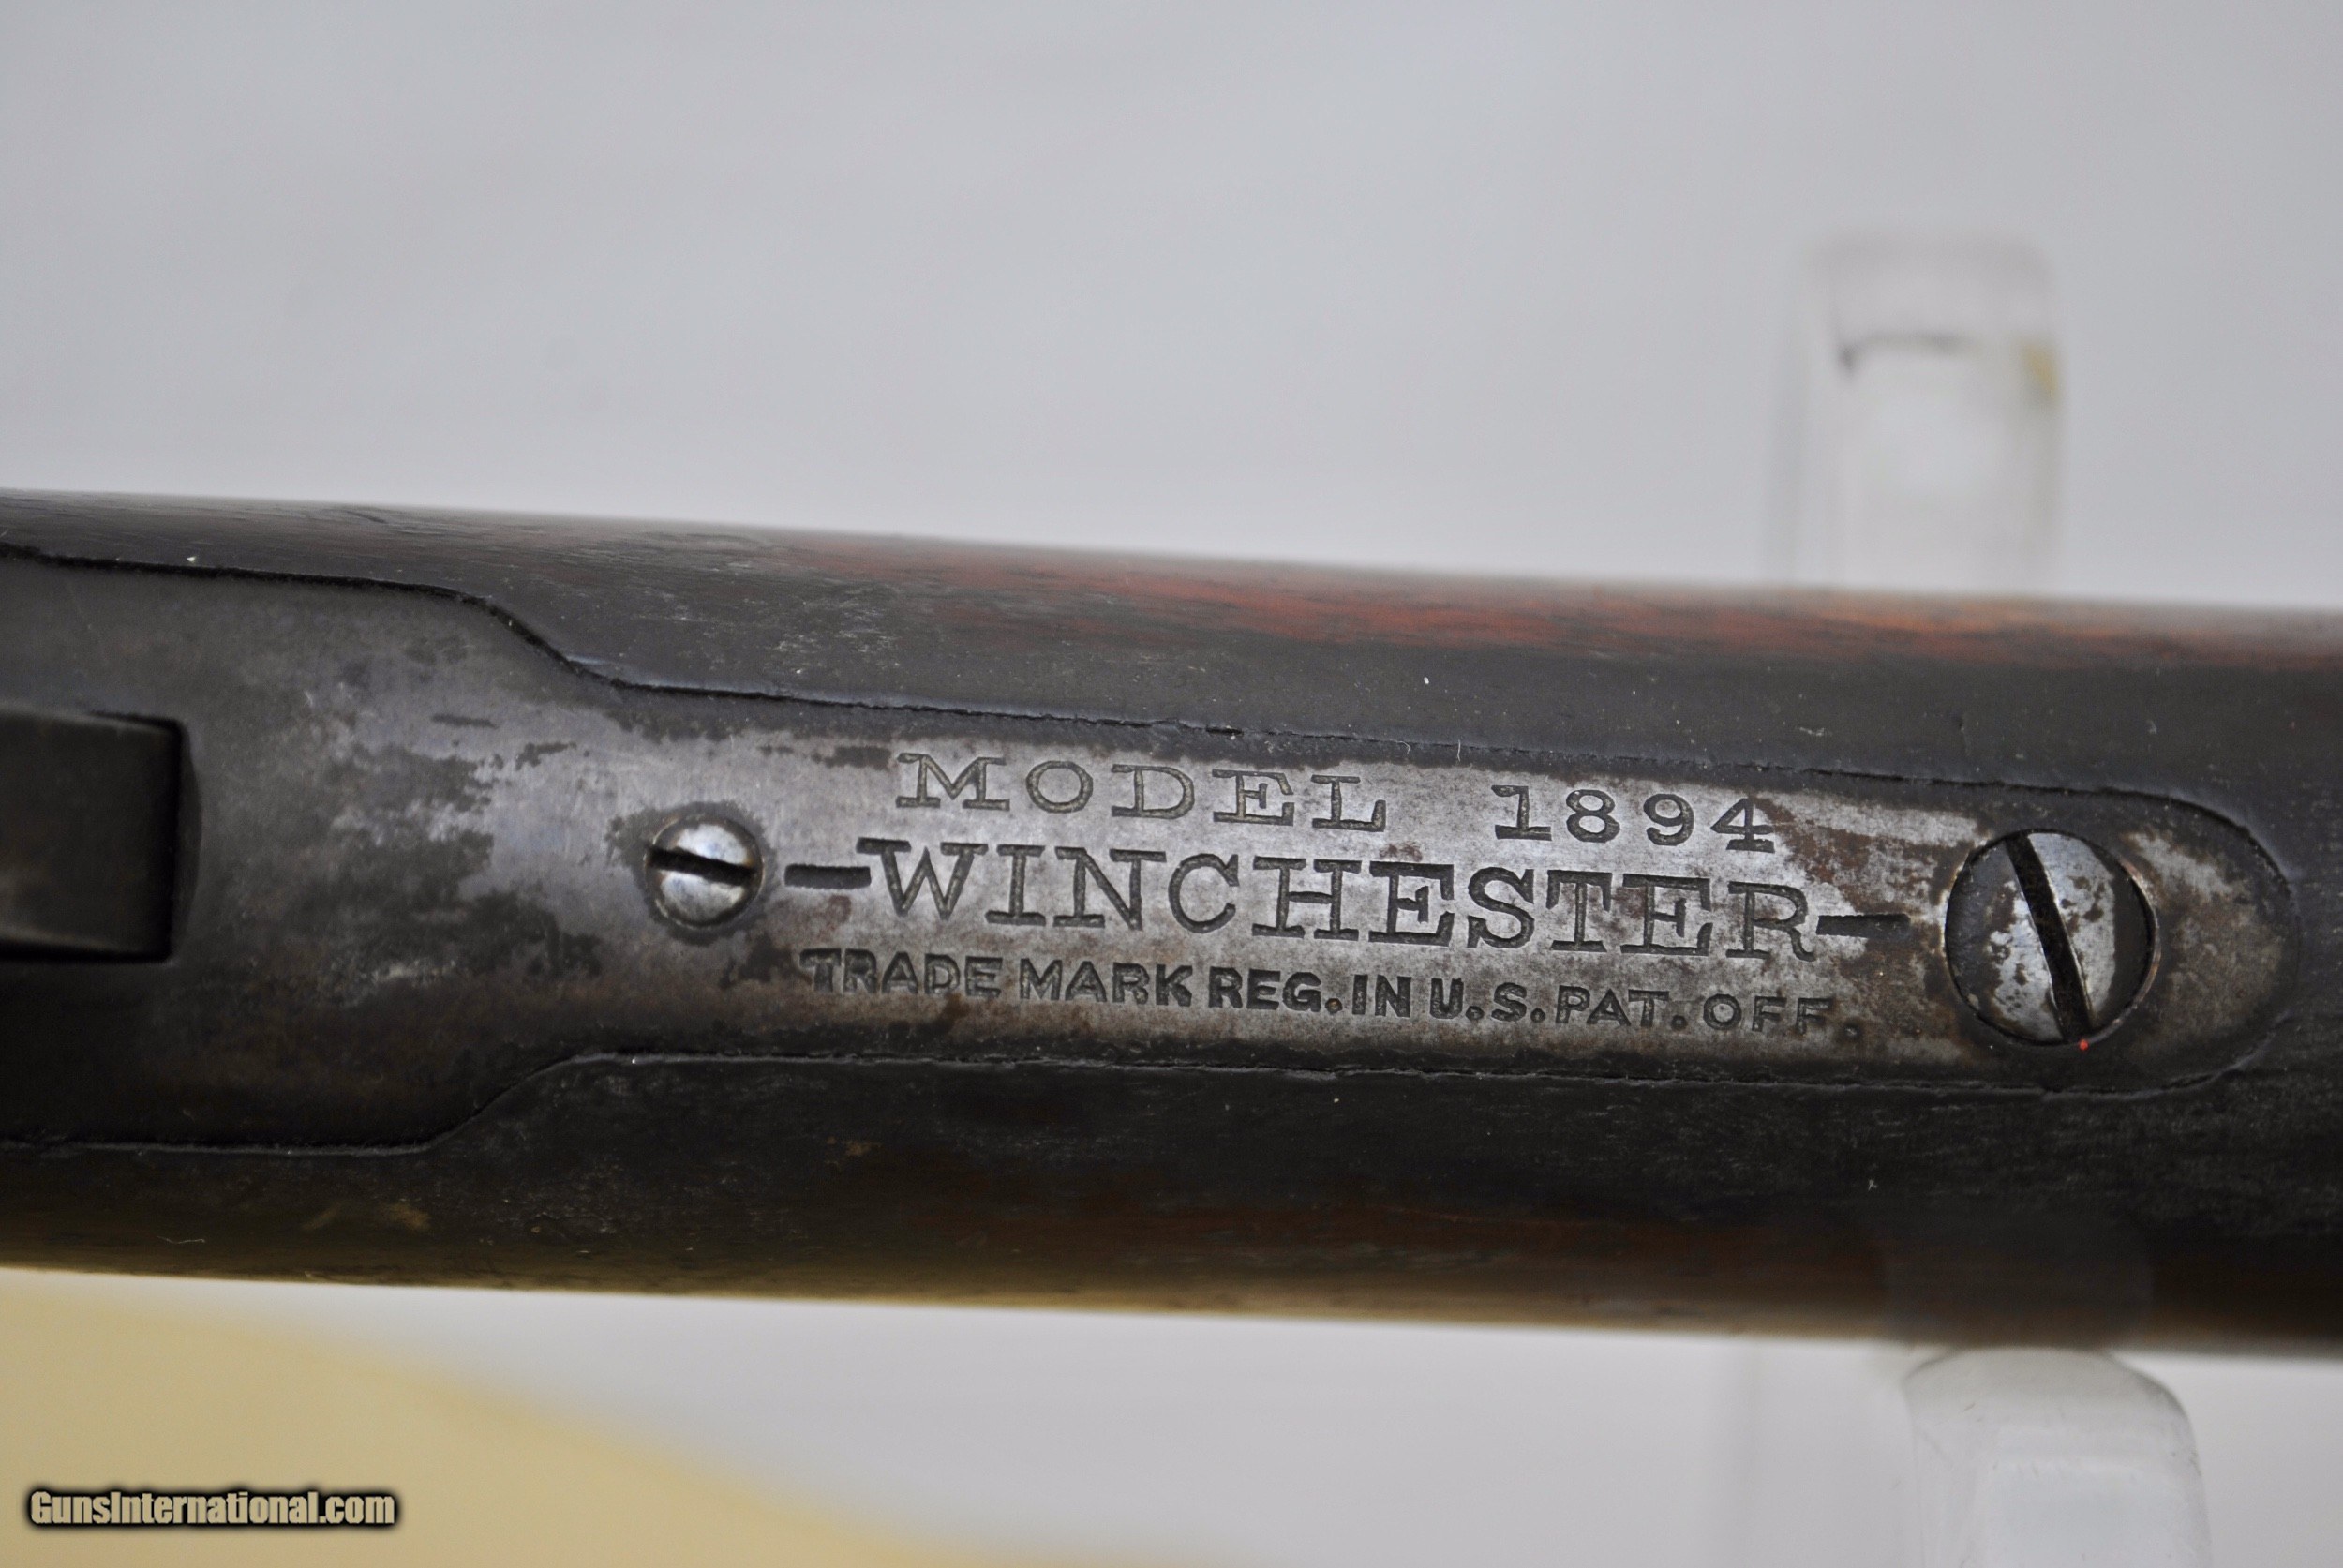 MODEL 1894
-WINCHESTER-
TRADE MARK REG. IN U.S. PAT. OFF.
GunsInternational.com